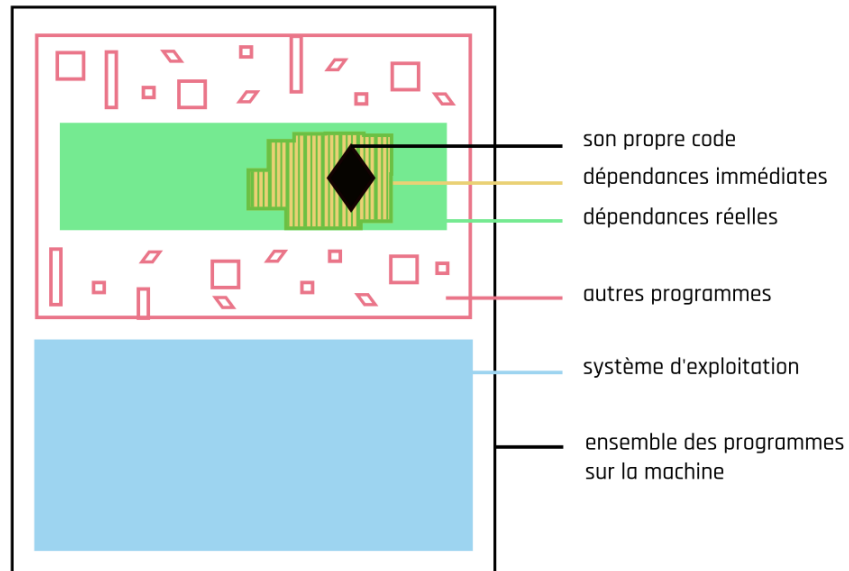 son propre code
dépendances immédiates
dépendances réelles
autres programmes
système d'exploitation
ensemble des programmes
sur la machine